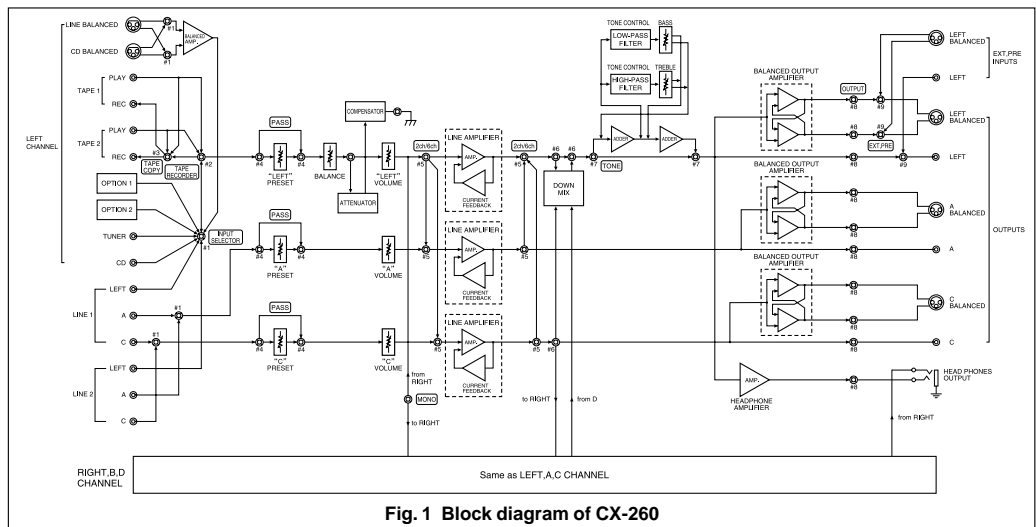 LINE BALANCED
CD BALANCED
#1
#1
BALANCED
AMP.
LEFT
CHANNEL
TAPE 1
PLAY
REC
TAPE 2
PLAY
REC
#3
TAPE
COPY
TAPE
RECORDER
#2
OPTION 1
OPTION 2
TUNER
CD
INPUT
SELECTOR
#1
LINE 1
LEFT
A
C
#1
#1
LINE 2
LEFT
A
C
PASS
#4
#4
"LEFT"
PRESET
BALANCE
COMPENSATOR
ATTENUATOR
"LEFT"
VOLUME
PASS
#4
#4
"A"
PRESET
"A"
VOLUME
PASS
#4
#4
"C"
PRESET
"C"
VOLUME
from
RIGHT
MONO
to RIGHT
2ch/6ch
#5
#5
#5
LINE AMPLIFIER
AMP.
CURRENT
FEEDBACK
LINE AMPLIFIER
AMP.
CURRENT
FEEDBACK
LINE AMPLIFIER
AMP.
CURRENT
FEEDBACK
2ch/6ch
#5
#5
#5
#6
#6
#6
DOWN
MIX
to RIGHT
from D
TONE CONTROL
LOW-PASS
FILTER
BASS
TONE CONTROL
HIGH-PASS
FILTER
TREBLE
ADDER
ADDER
#7
TONE
#7
BALANCED OUTPUT
AMPLIFIER
BALANCED OUTPUT
AMPLIFIER
BALANCED OUTPUT
AMPLIFIER
OUTPUT
#8
#9
#8
#9
EXT,PRE
#8
#9
#8
#8
#8
#8
#8
#8
AMP.
HEADPHONE
AMPLIFIER
#8
LEFT
BALANCED
LEFT
EXT,PRE
INPUTS
LEFT
BALANCED
LEFT
A
BALANCED
A
C
BALANCED
C
OUTPUTS
HEAD PHONES
OUTPUT
from RIGHT
RIGHT,B,D
CHANNEL
Same as LEFT,A,C CHANNEL
Fig. 1 Block diagram of CX-260